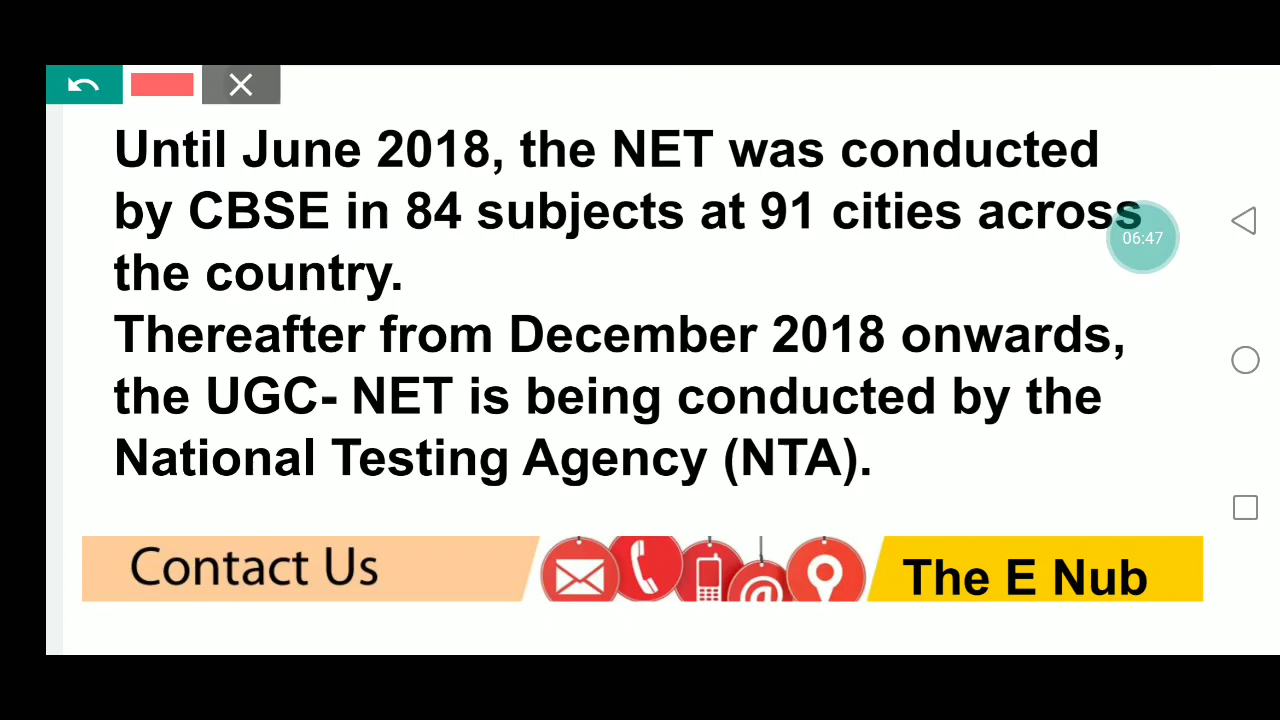 Until June 2018, the NET was conducted
by CBSE in 84 subjects at 91 cities across
06:47
the country.
Thereafter from December 2018 onwards,
the UGC- NET is being conducted by the
National Testing Agency (NTA).
Contact Us
@
The E Nub